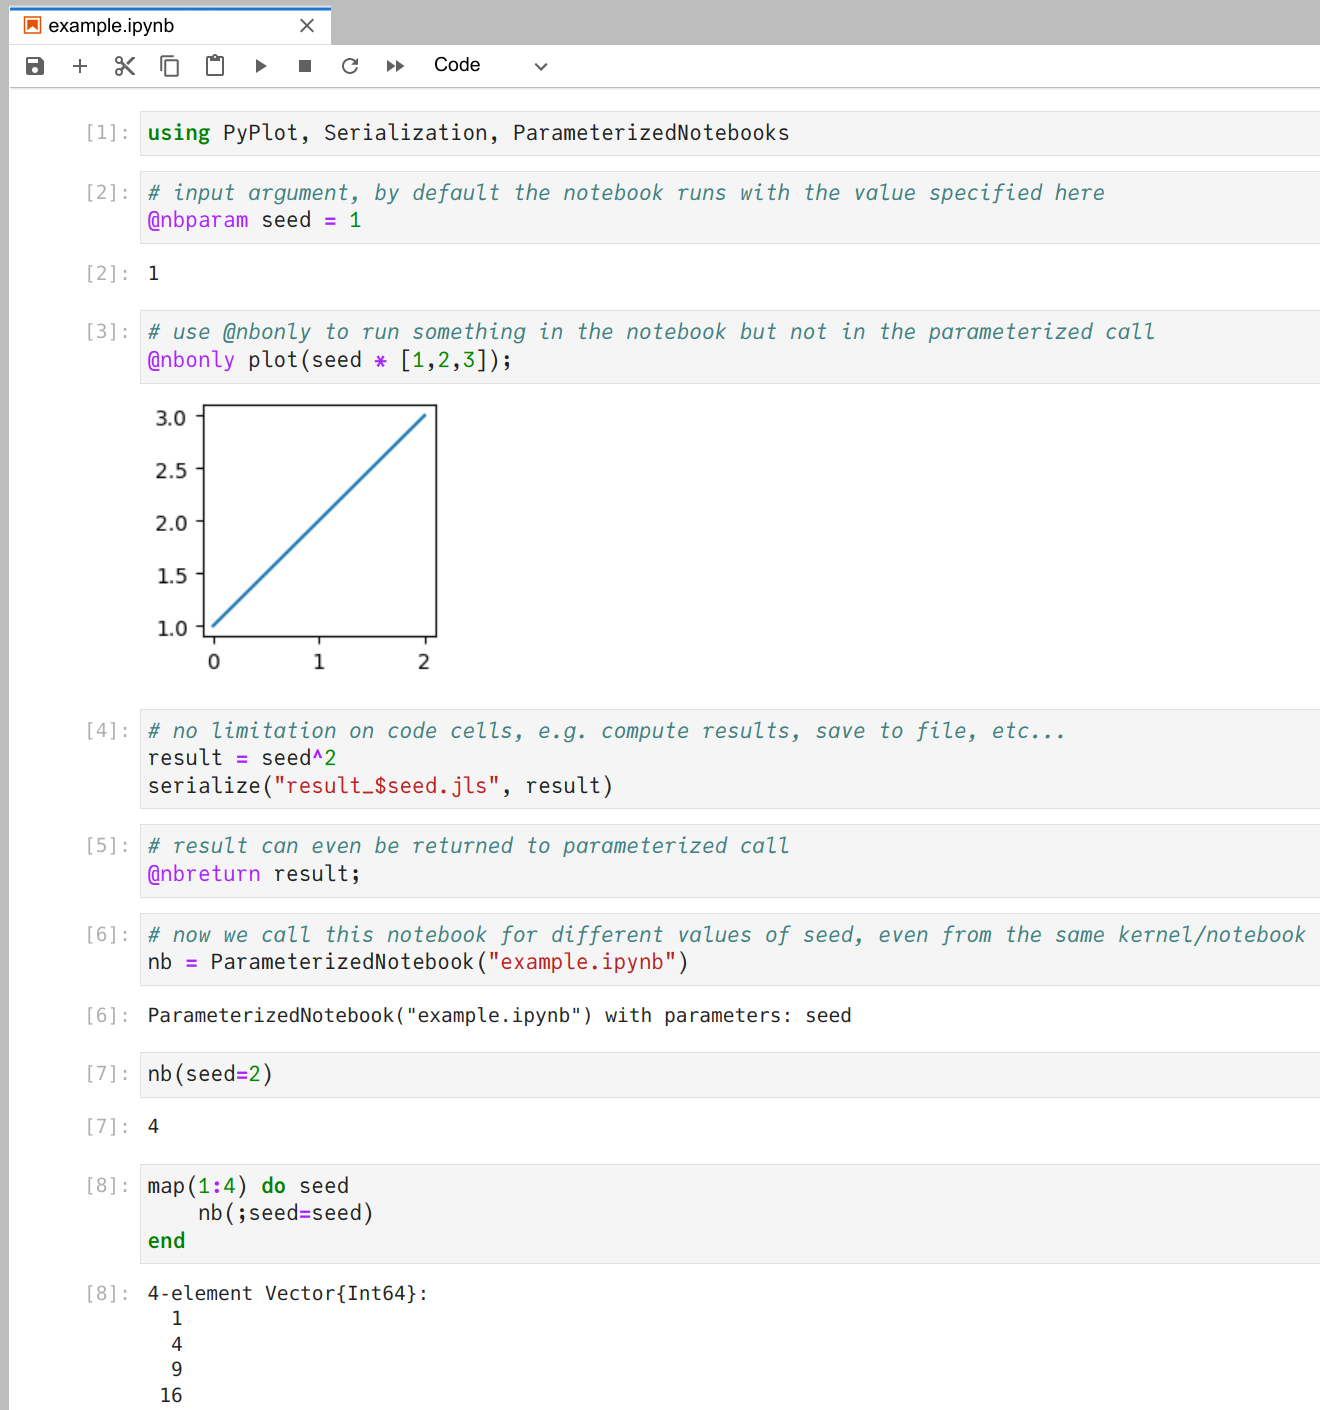 example.ipynb
Code
[1]: using PyPlot, Serialization, ParameterizedNotebooks
[2]: # input argument, by default the notebook runs with the value specified here
@nbparam seed = 1
[2]: 1
[3]: # use @nbonly to run something in the notebook but not in the parameterized call
@nbonly plot(seed * [1,2,3]);
3.0
2.5
2.0
1.5
1.0
0 1 2
[4]: # no limitation on code cells, e.g. compute results, save to file, etc...
result = seed^2
serialize("result_$seed.jls", result)
[5]: # result can even be returned to parameterized call
@nbreturn result;
[6]: # now we call this notebook for different values of seed, even from the same kernel/notebook
nb = ParameterizedNotebook("example.ipynb")
[6]: ParameterizedNotebook("example.ipynb") with parameters: seed
[7]: nb(seed=2)
[7]: 4
[8]: map(1:4) do seed
nb(;seed=seed)
end
[8]: 4-element Vector{Int64}:
1
4
9
16